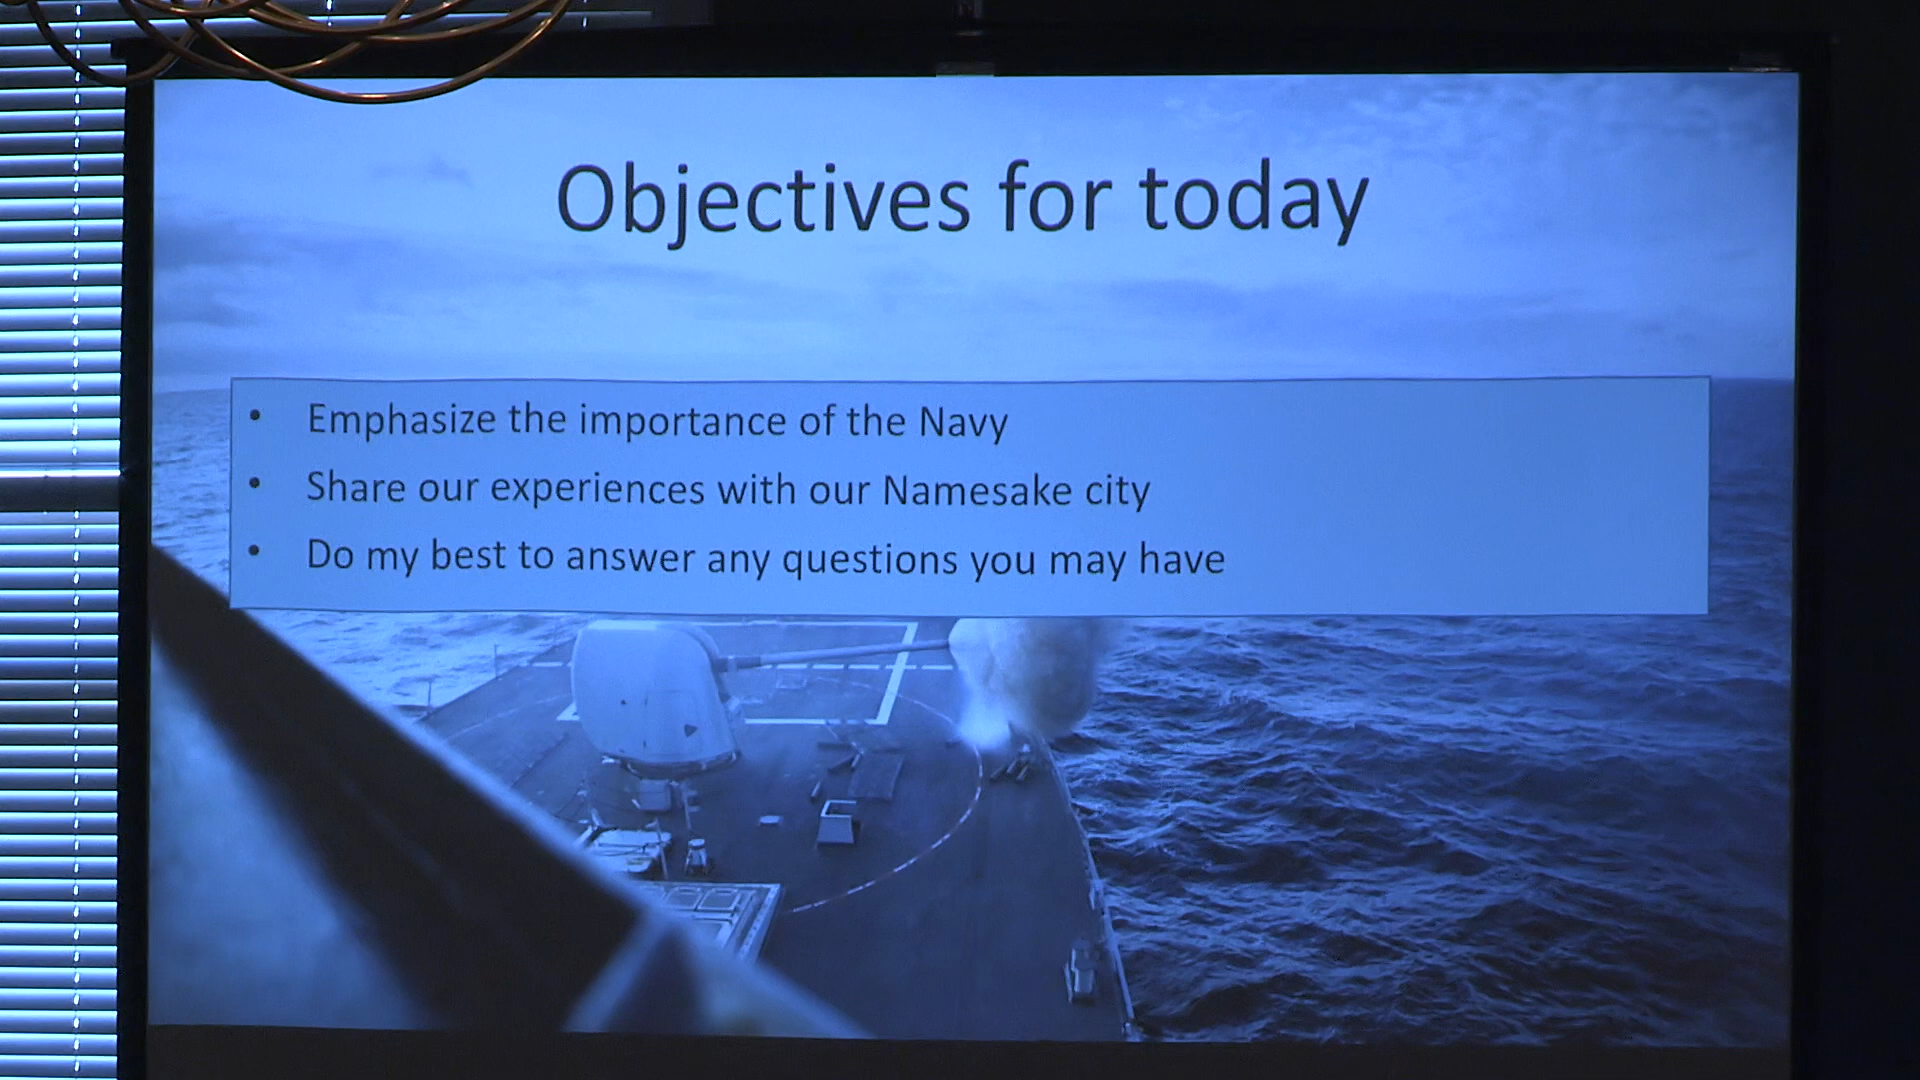 Objectives for today
• Emphasize the importance of the Navy
• Share our experiences with our Namesake city
• Do my best to answer any questions you may have